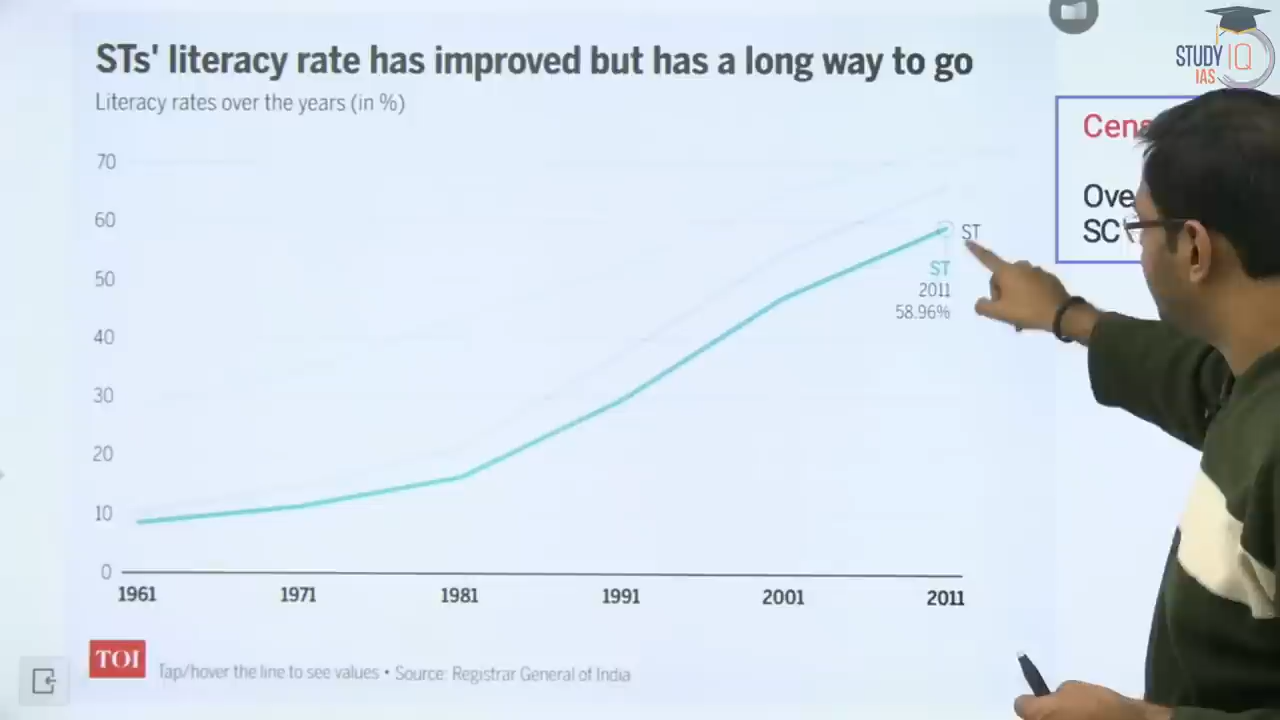 STs' literacy rate has improved but has a long way to go
Literacy rates over the years (in %)
70
60
50
40
30
20
10
0
1961 1971 1981 1991 2001 2011
ST
ST
2011
58.96%
TOI
Tap/hover the line to see values • Source: Registrar General of India
STUDY IQ
IAS
SC